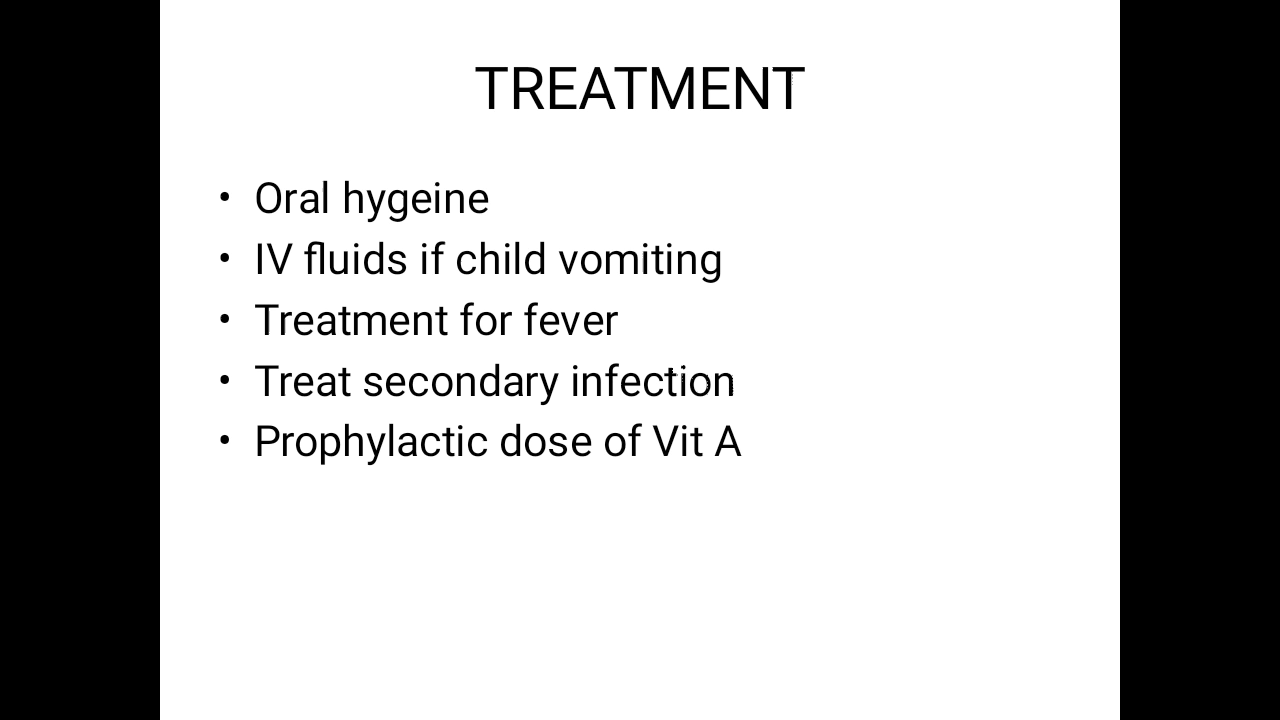 TREATMENT
• Oral hygeine
• IV fluids if child vomiting
• Treatment for fever
• Treat secondary infection
• Prophylactic dose of Vit A